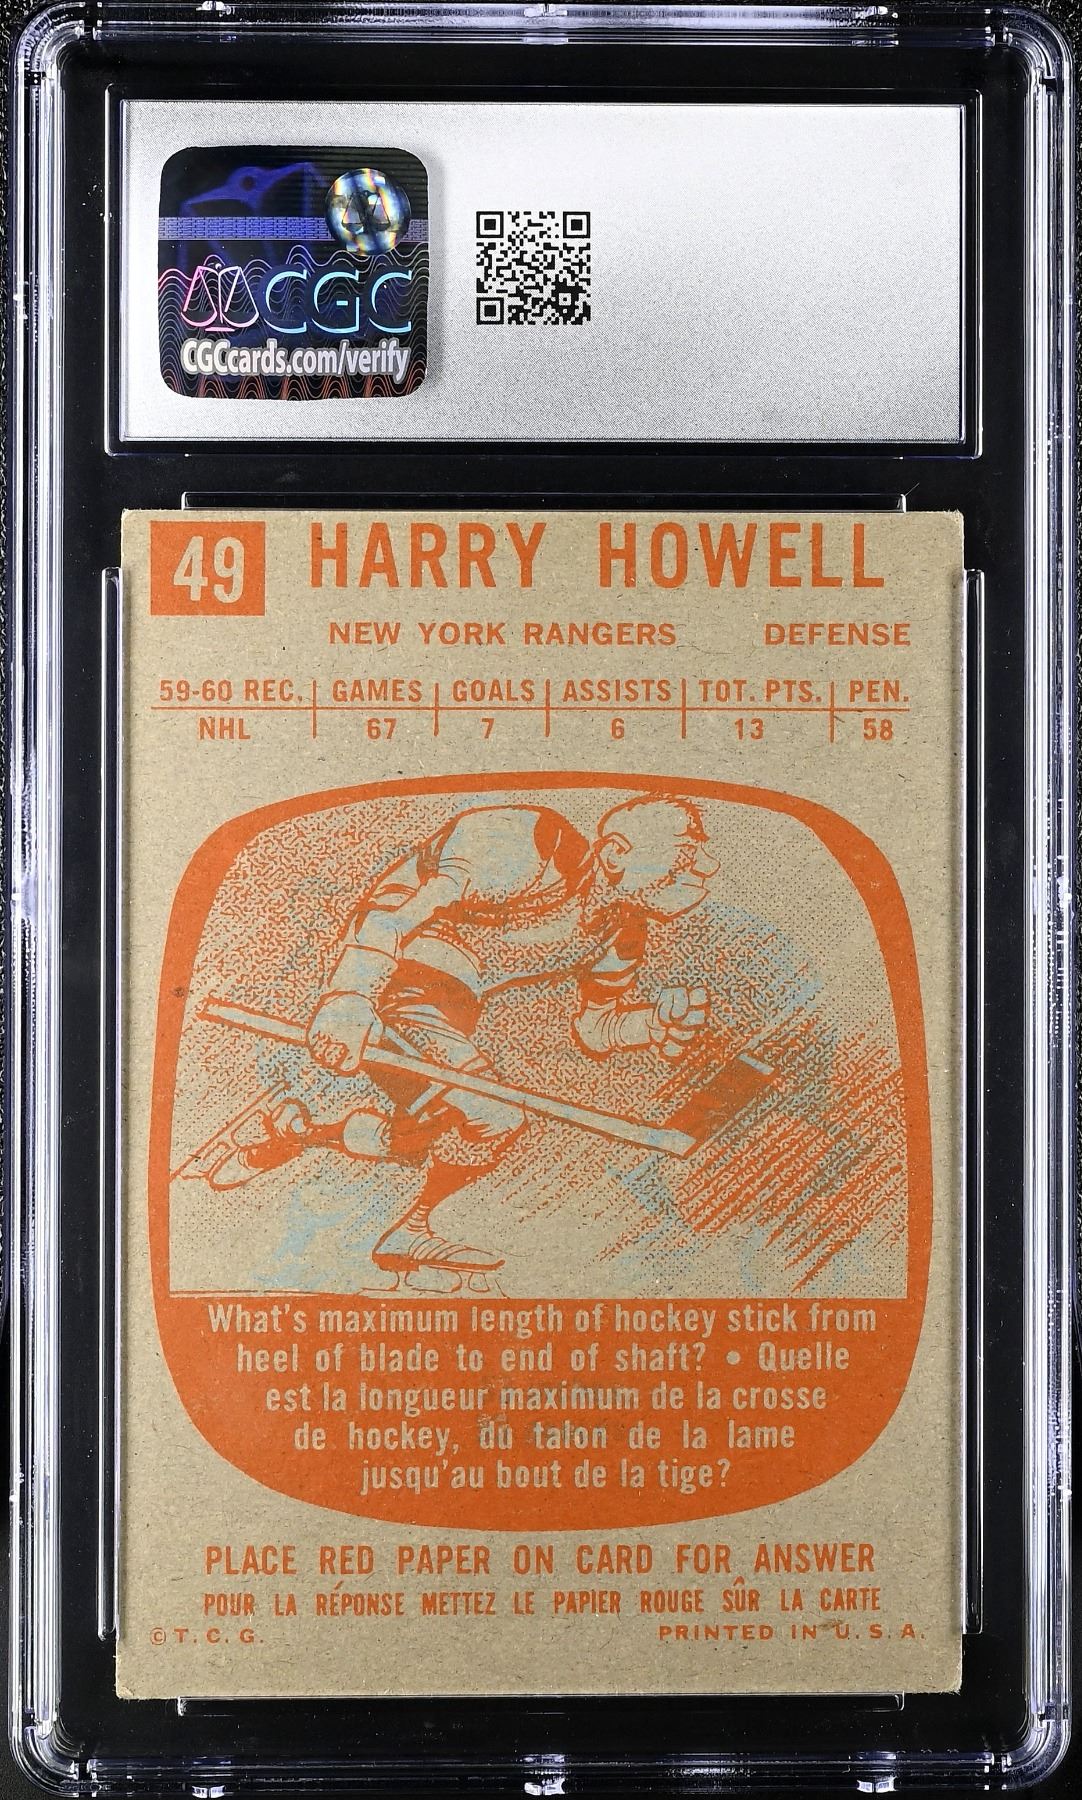 CGC
CGCcards.com/verify
49 HARRY HOWELL
NEW YORK RANGERS DEFENSE
59-60 REC. GAMES GOALS ASSISTS TOT. PTS. PEN.
NHL 67 7 6 13 58
What's maximum length of hockey stick from
heel of blade to end of shaft? • Quelle
est la longueur maximum de la crosse
de hockey, du talon de la lame
jusqu'au bout de la tige?
PLACE RED PAPER ON CARD FOR ANSWER
POUR LA RÉPONSE METTEZ LE PAPIER ROUGE SÛR LA CARTE
© T. C. G. PRINTED IN U. S. A.